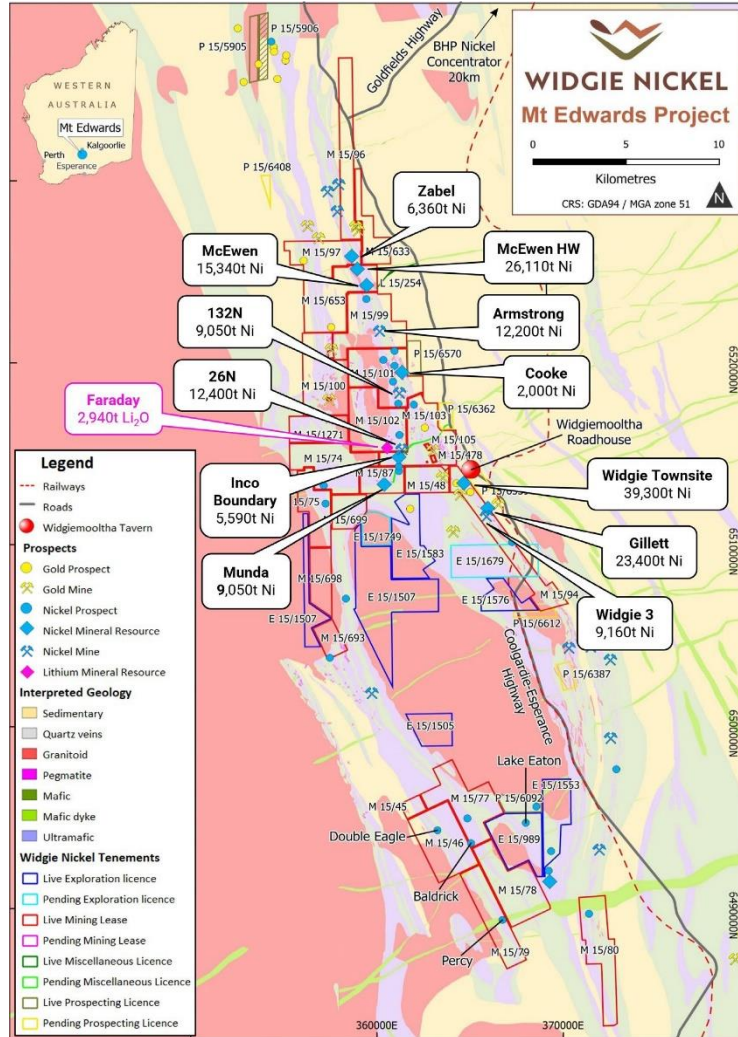 WIDGIE NICKEL
Mt Edwards Project
0
5
10
Kilometres
CRS: GDA94 / MGA zone 51
N
WESTERN
AUSTRALIA
Mt Edwards
Kalgoorlie
Perth
Esperance
P 15/5905
P 15/5906
Goldfields Highway
BHP Nickel
Concentrator
20km
P 15/6408
M 15/96
Zabel
6,360t Ni
McEwen
15,340t Ni
M 15/97
M 15/633
McEwen HW
26,110t Ni
L 15/254
M 15/653
M 15/99
132N
9,050t Ni
Armstrong
12,200t Ni
P 15/6570
26N
12,400t Ni
M 15/100
M 15/101
Cooke
2,000t Ni
Faraday
2,940t Li₂O
M 15/102
M 15/103
P 15/6362
Widgiemooltha
Roadhouse
M 15/1271
M 15/105
M 15/74
M 15/478
M 15/87
M 15/48
Inco
Boundary
5,590t Ni
Widgie Townsite
39,300t Ni
15/75
M 15/699
E 15/1749
E 15/1583
Gillett
23,400t Ni
Munda
9,050t Ni
M 15/698
E 15/1679
E 15/1507
E 15/1507
E 15/1576
M 15/94
Widgie 3
9,160t Ni
P 15/6612
M 15/693
Coolgardie-Esperance
Highway
P 15/6387
E 15/1505
Lake Eaton
M 15/45
M 15/77
P 15/6092
E 15/1553
Double Eagle
M 15/46
E 15/989
Baldrick
M 15/78
Percy
M 15/79
M 15/80
6520000N
6510000N
6500000N
6490000N
360000E
370000E
Legend
Railways
Roads
Widgiemooltha Tavern
Prospects
Gold Prospect
Gold Mine
Nickel Prospect
Nickel Mineral Resource
Nickel Mine
Lithium Mineral Resource
Interpreted Geology
Sedimentary
Quartz veins
Granitoid
Pegmatite
Mafic
Mafic dyke
Ultramafic
Widgie Nickel Tenements
Live Exploration licence
Pending Exploration licence
Live Mining Lease
Pending Mining Lease
Live Miscellaneous Licence
Pending Miscellaneous Licence
Live Prospecting Licence
Pending Prospecting Licence